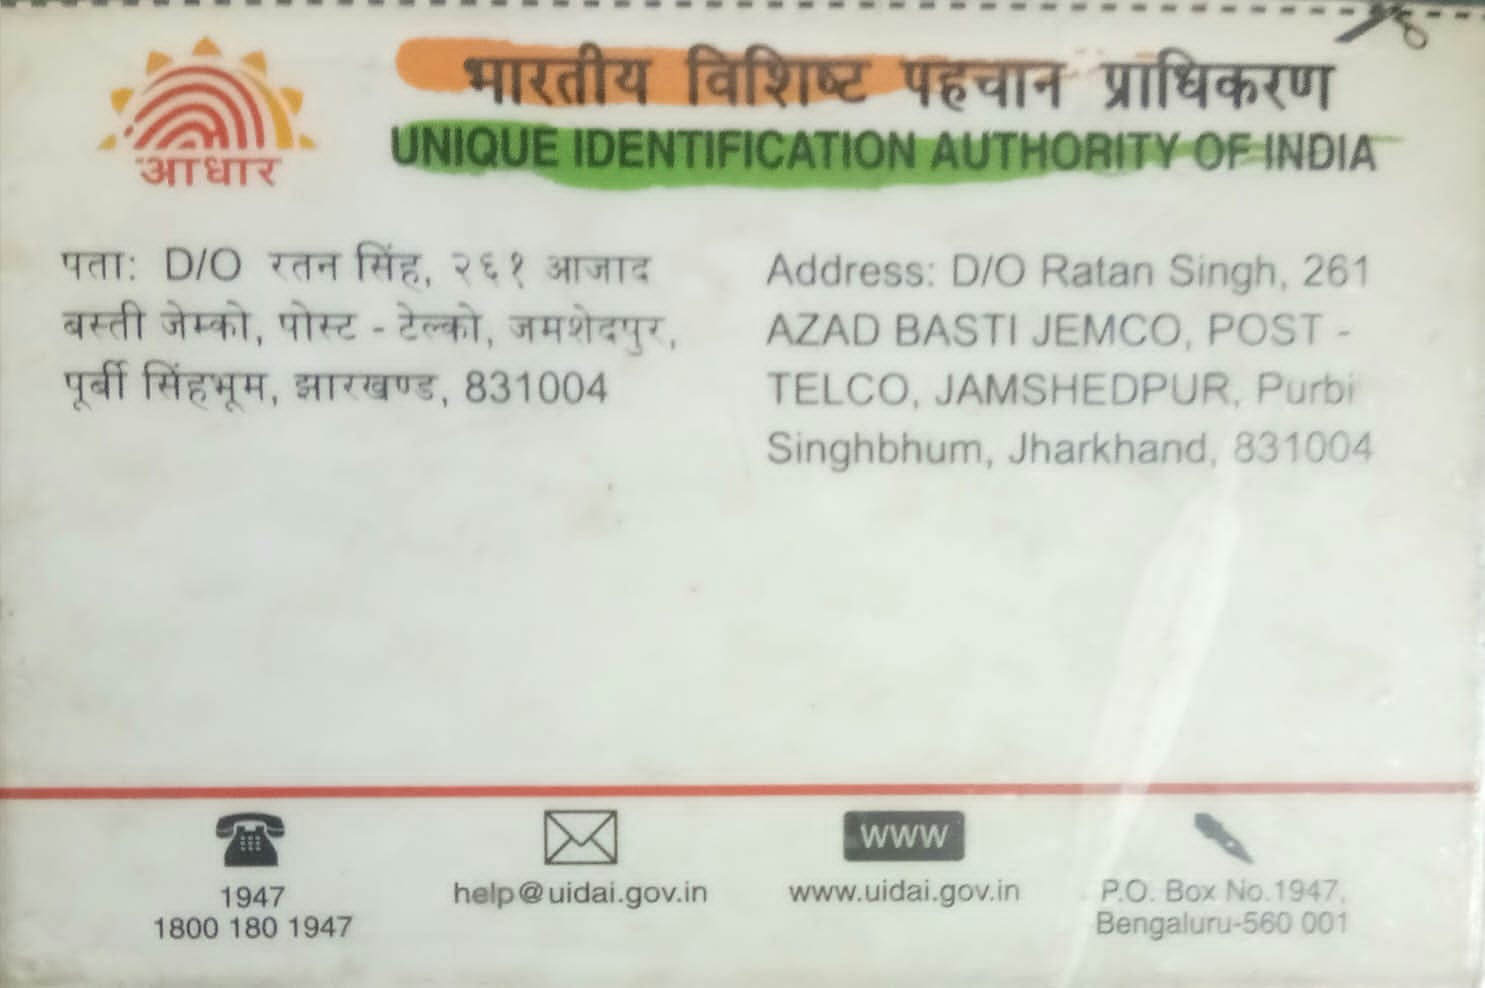 आधार
भारतीय विशिष्ट पहचान प्राधिकरण
UNIQUE IDENTIFICATION AUTHORITY OF INDIA
पता: D/O रतन सिंह, २६१ आजाद
बस्ती जेम्को, पोस्ट - टेल्को, जमशेदपुर,
पूर्बी सिंहभूम, झारखण्ड, 831004
Address: D/O Ratan Singh, 261
AZAD BASTI JEMCO, POST -
TELCO, JAMSHEDPUR, Purbi
Singhbhum, Jharkhand, 831004
1947
1800 180 1947
help@uidai.gov.in
www
www.uidai.gov.in
P.O. Box No.1947,
Bengaluru-560 001